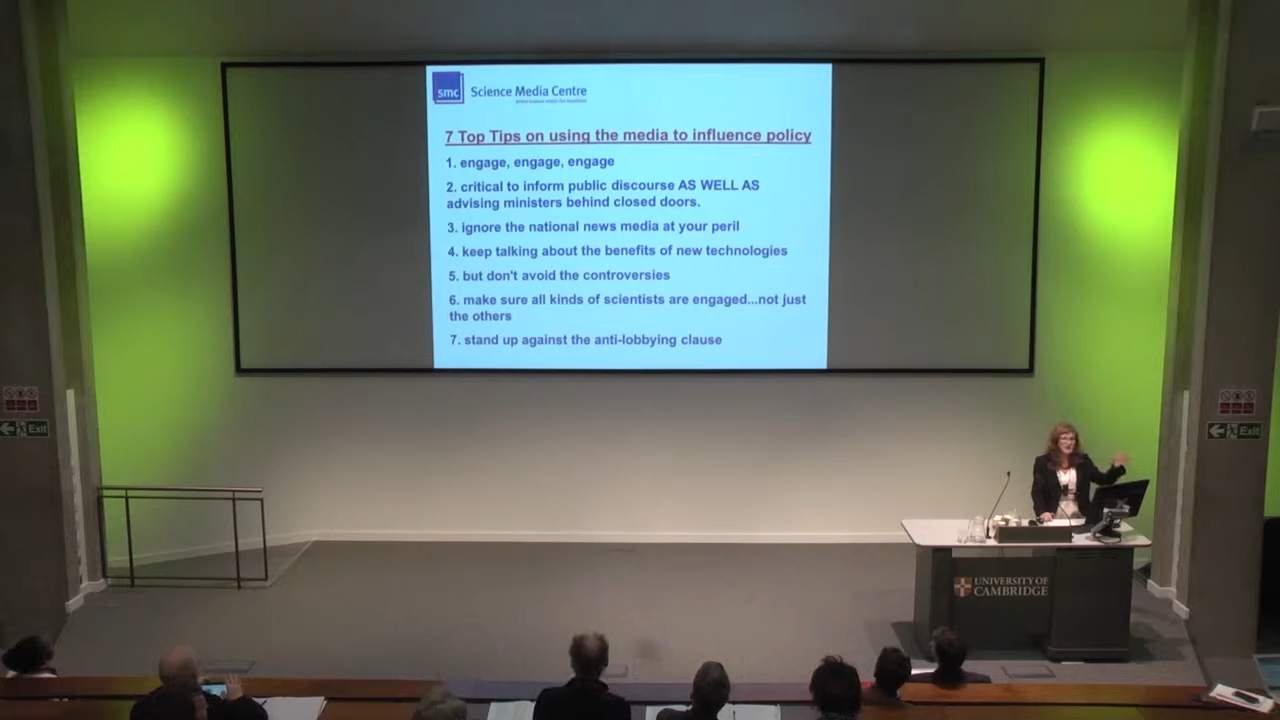 smc
Science Media Centre
7 Top Tips on using the media to influence policy
1. engage, engage, engage
2. critical to inform public discourse AS WELL AS
advising ministers behind closed doors.
3. ignore the national news media at your peril
4. keep talking about the benefits of new technologies
5. but don't avoid the controversies
6. make sure all kinds of scientists are engaged...not just
the others
7. stand up against the anti-lobbying clause
Exit
Exit
UNIVERSITY OF
CAMBRIDGE